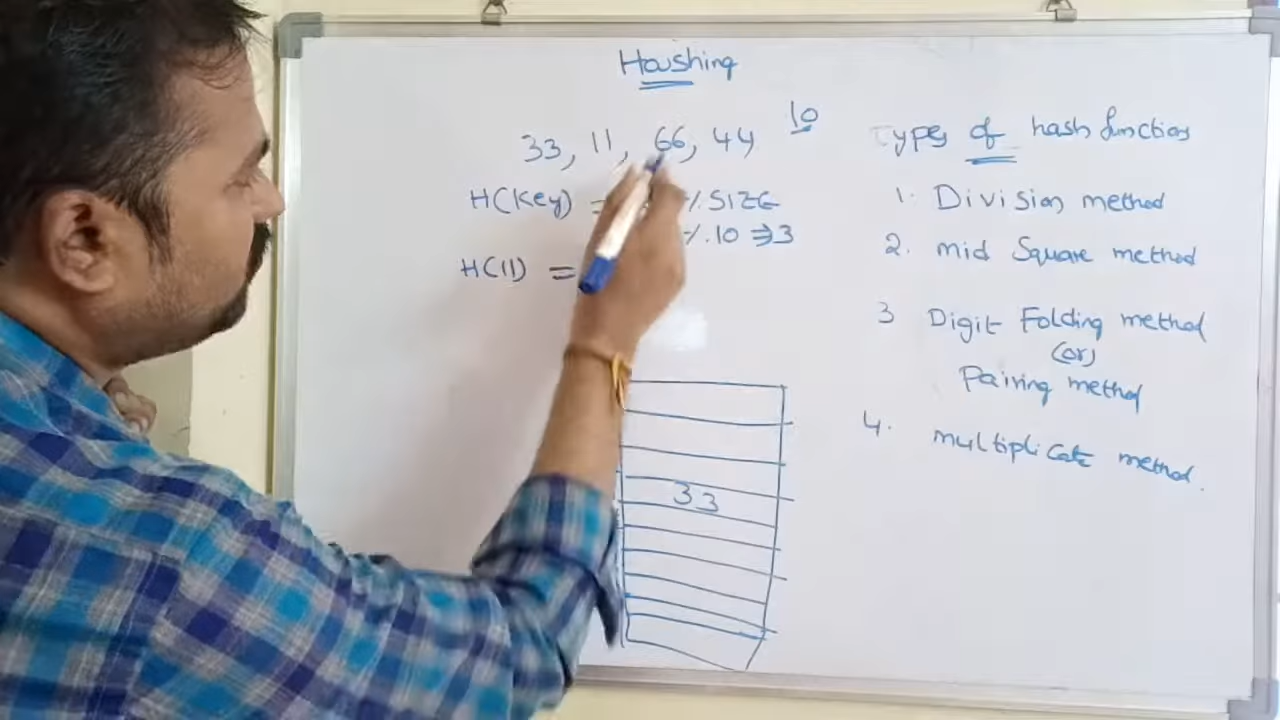 Hashing
33, 11, 66, 44 10
H(Key) = % SIZE
% 10 ⇒ 3
H(11) =
33
Types of hash functions
1. Division method
2. mid Square method
3 Digit Folding method
(or)
Pairing method
4. multiplicate method.